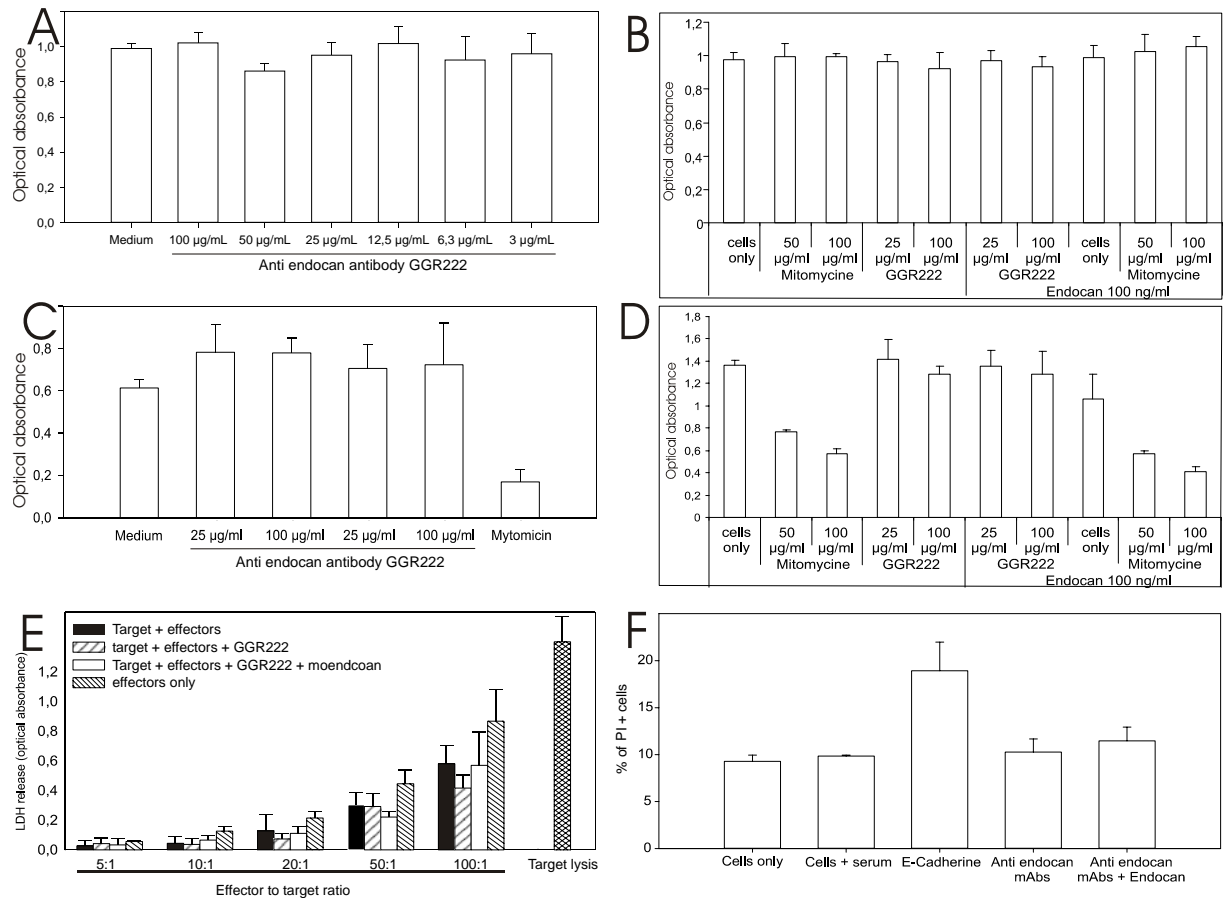 A
Optical absorbance
1,0
0,8
0,6
0,4
0,2
0,0
Medium 100 µg/mL 50 µg/mL 25 µg/mL 12,5 µg/mL 6,3 µg/mL 3 µg/mL
Anti endocan antibody GGR222
B
Optical absorbance
1,2
1
0,8
0,6
0,4
0,2
0
cells only 50 µg/ml 100 µg/ml 25 µg/ml 100 µg/ml 25 µg/ml 100 µg/ml cells only 50 µg/ml 100 µg/ml
Mitomycine GGR222 GGR222 Mitomycine
Endocan 100 ng/ml
C
Optical absorbance
0,8
0,6
0,4
0,2
0,0
Medium 25 µg/ml 100 µg/ml 25 µg/ml 100 µg/ml Mytomicin
Anti endocan antibody GGR222
D
Optical absorbance
1,8
1,6
1,4
1,2
1
0,8
0,6
0,4
0,2
0
cells only 50 µg/ml 100 µg/ml 25 µg/ml 100 µg/ml 25 µg/ml 100 µg/ml cells only 50 µg/ml 100 µg/ml
Mitomycine GGR222 GGR222 Mitomycine
Endocan 100 ng/ml
E
LDH release (optical absorbance)
Target + effectors
target + effectors + GGR222
Target + effectors + GGR222 + moendcoan
effectors only
1,2
1,0
0,8
0,6
0,4
0,2
0,0
5:1 10:1 20:1 50:1 100:1 Target lysis
Effector to target ratio
F
% of PI + cells
20
15
10
5
0
Cells only Cells + serum E-Cadherine Anti endocan Anti endocan
mAbs mAbs + Endocan